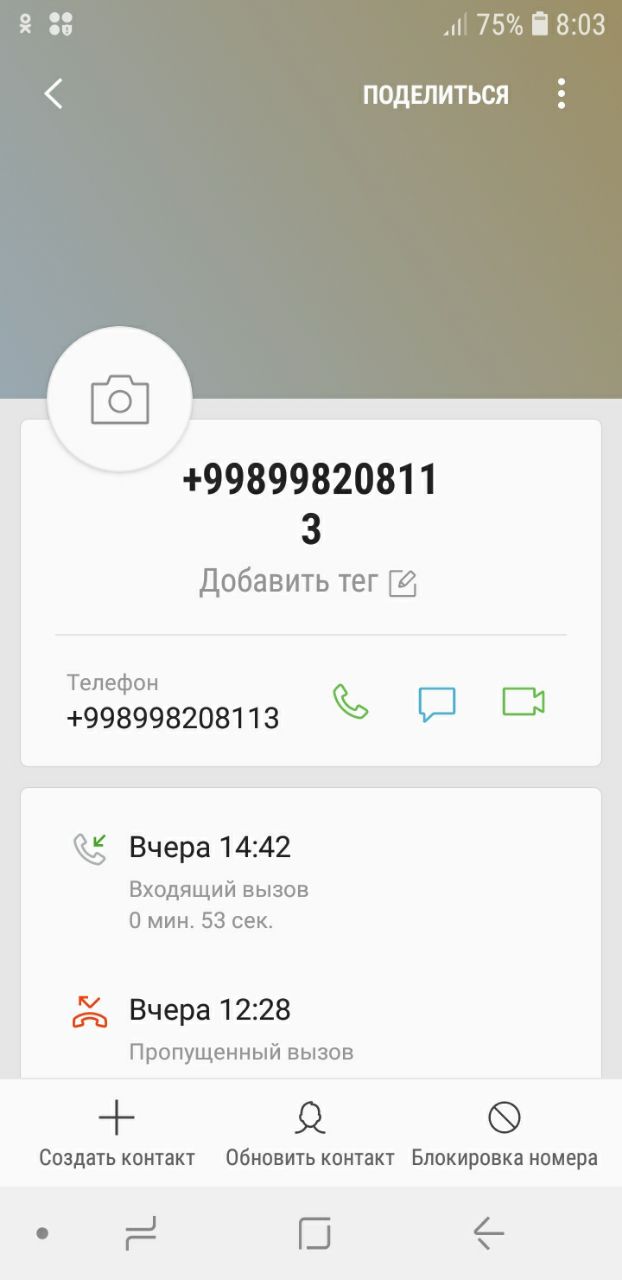 75% 8:03
ПОДЕЛИТЬСЯ
+99899820811
3
Добавить тег
Телефон
+998998208113
Вчера 14:42
Входящий вызов
0 мин. 53 сек.
Вчера 12:28
Пропущенный вызов
Создать контакт Обновить контакт Блокировка номера